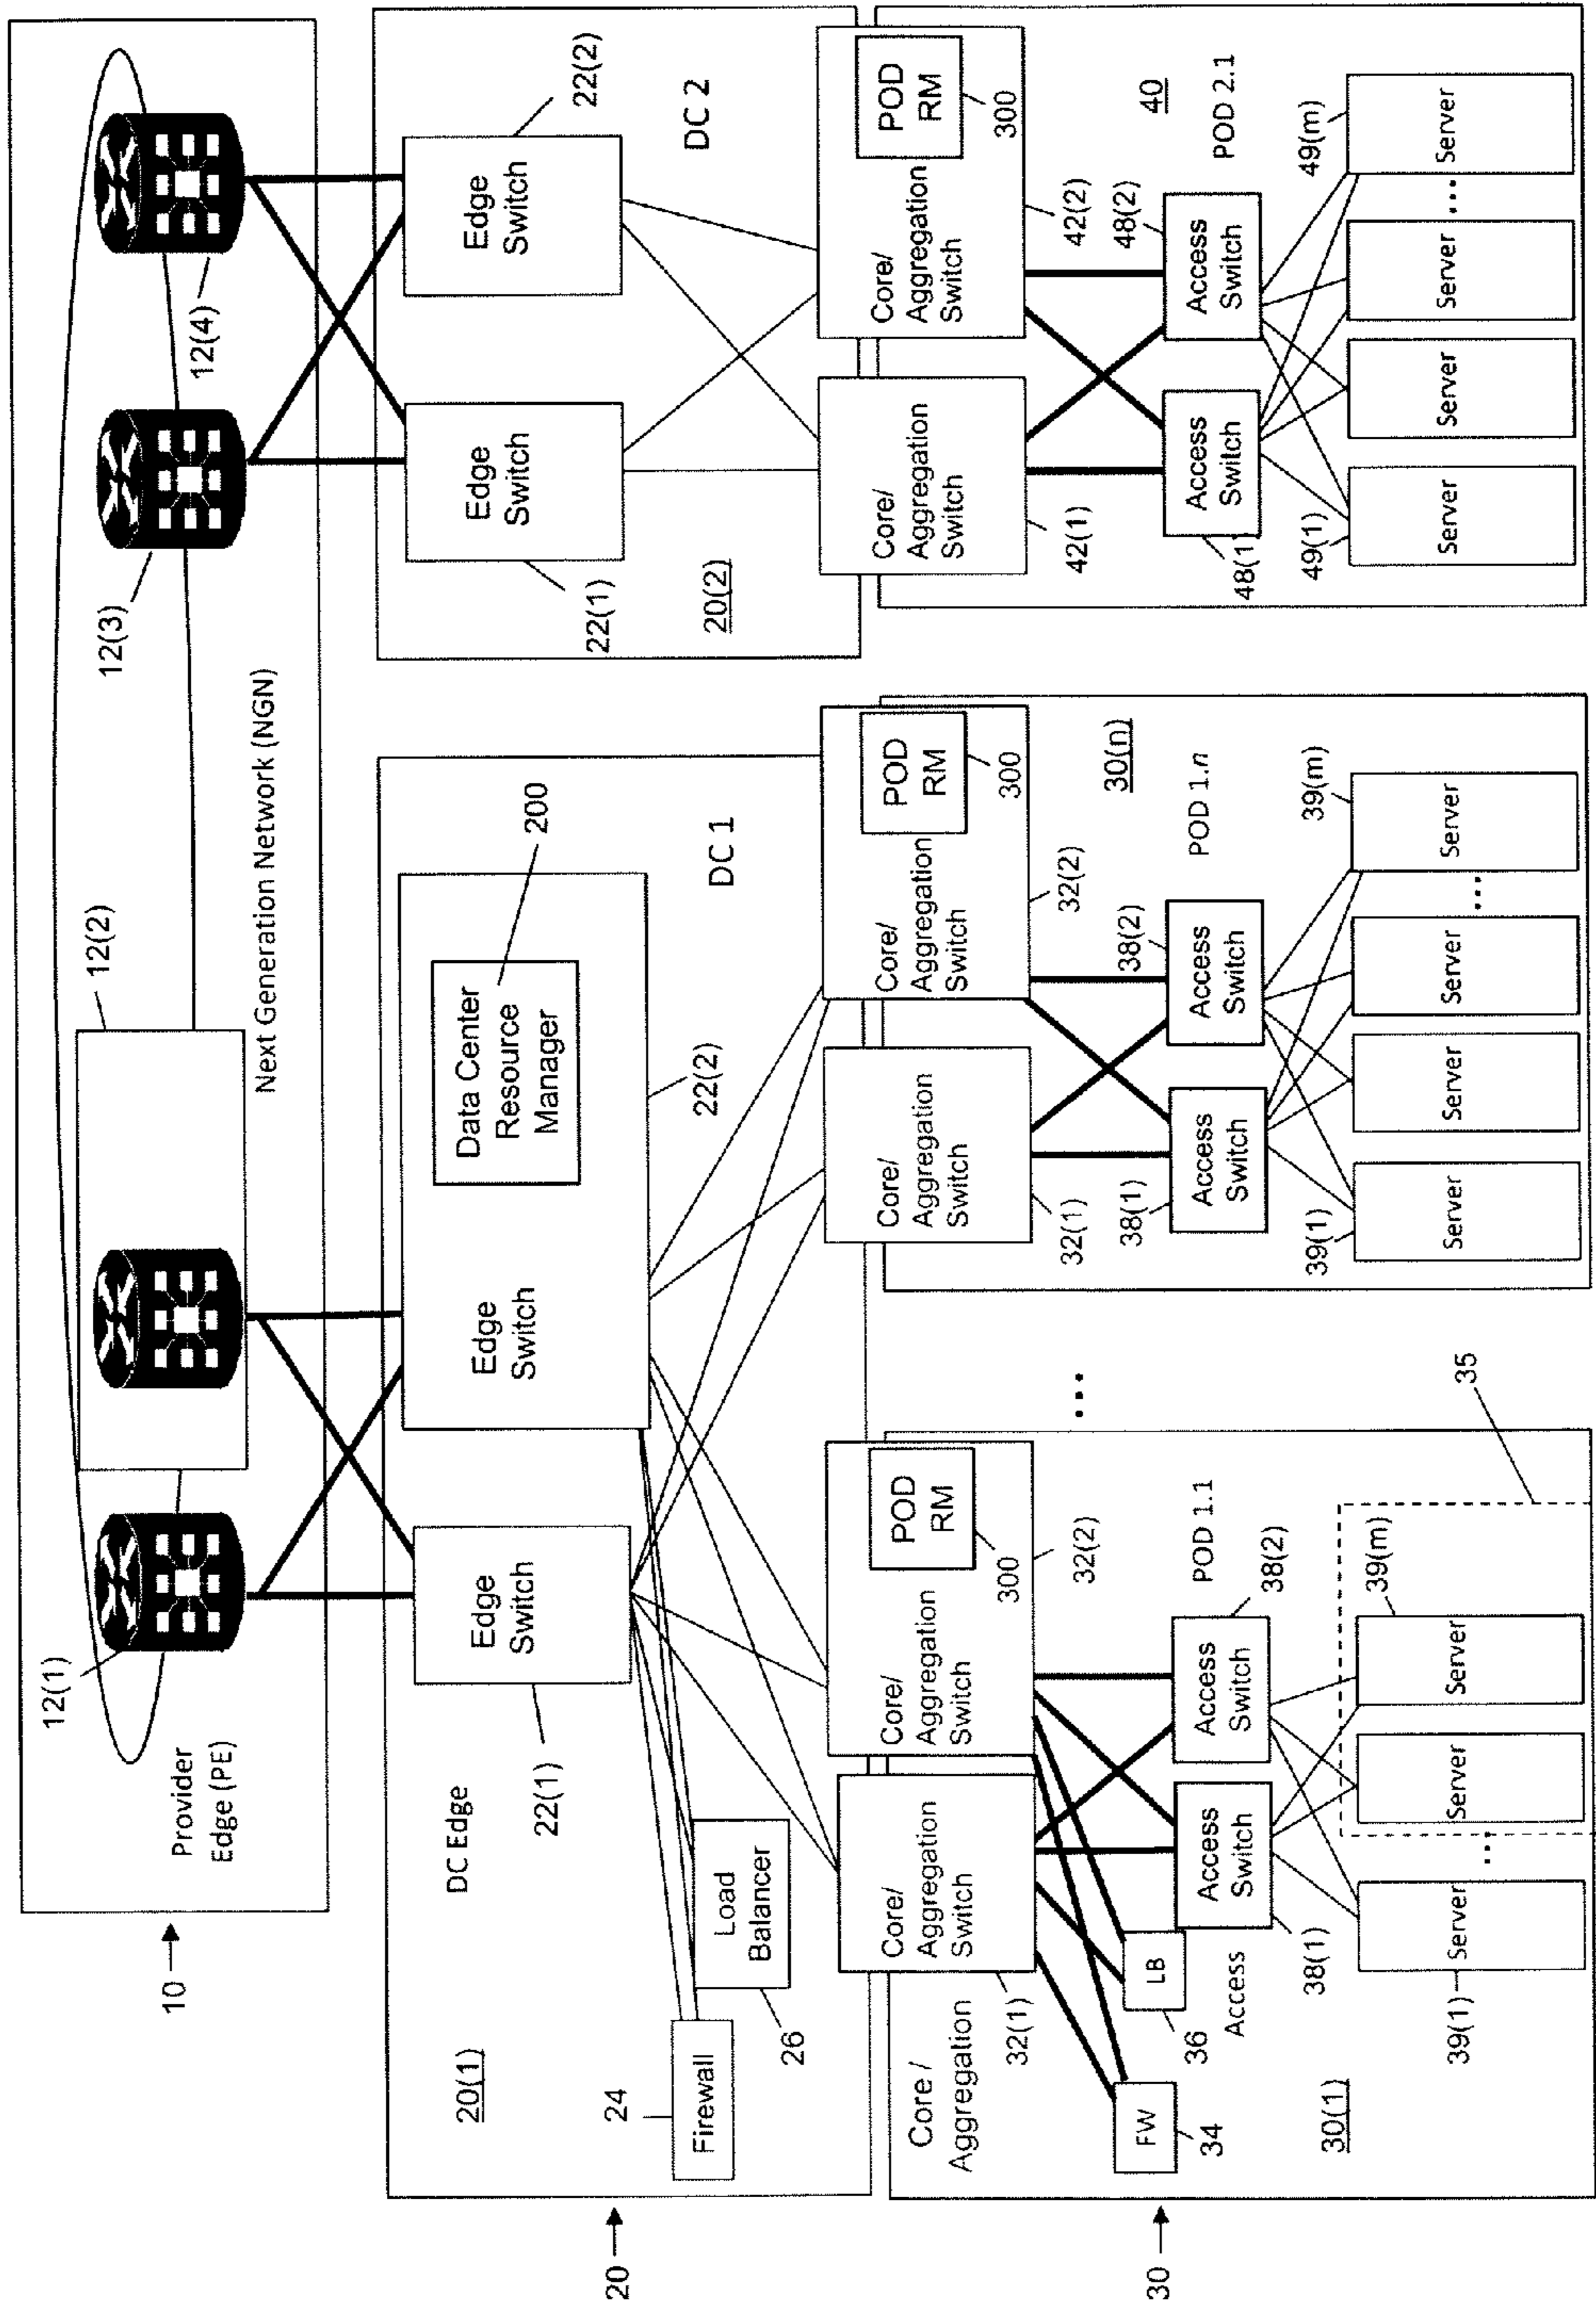 10
Provider
Edge (PE)
12(1)
12(2)
Next Generation Network (NGN)
12(3)
12(4)
20
20(1)
DC Edge
22(1)
Edge
Switch
Edge
Switch
Data Center
Resource
Manager
200
22(2)
DC 1
24
Firewall
Load
Balancer
26
20(2)
22(1)
Edge
Switch
Edge
Switch
22(2)
DC 2
30
Core /
Aggregation
30(1)
Core/
Aggregation
Switch
32(1)
Core/
Aggregation
Switch
POD
RM
300
32(2)
FW
34
LB
36
Access
Access
Switch
38(1)
Access
Switch
38(2)
POD 1.1
39(1)
Server
...
Server
Server
39(m)
35
...
Core/
Aggregation
Switch
32(1)
Core/
Aggregation
Switch
POD
RM
300
32(2)
30(n)
POD 1.n
38(1)
Access
Switch
38(2)
Access
Switch
39(1)
Server
Server
Server
...
Server
39(m)
Core/
Aggregation
Switch
42(1)
Core/
Aggregation
Switch
POD
RM
300
42(2)
40
POD 2.1
48(1)
Access
Switch
48(2)
Access
Switch
49(1)
Server
Server
Server
...
Server
49(m)